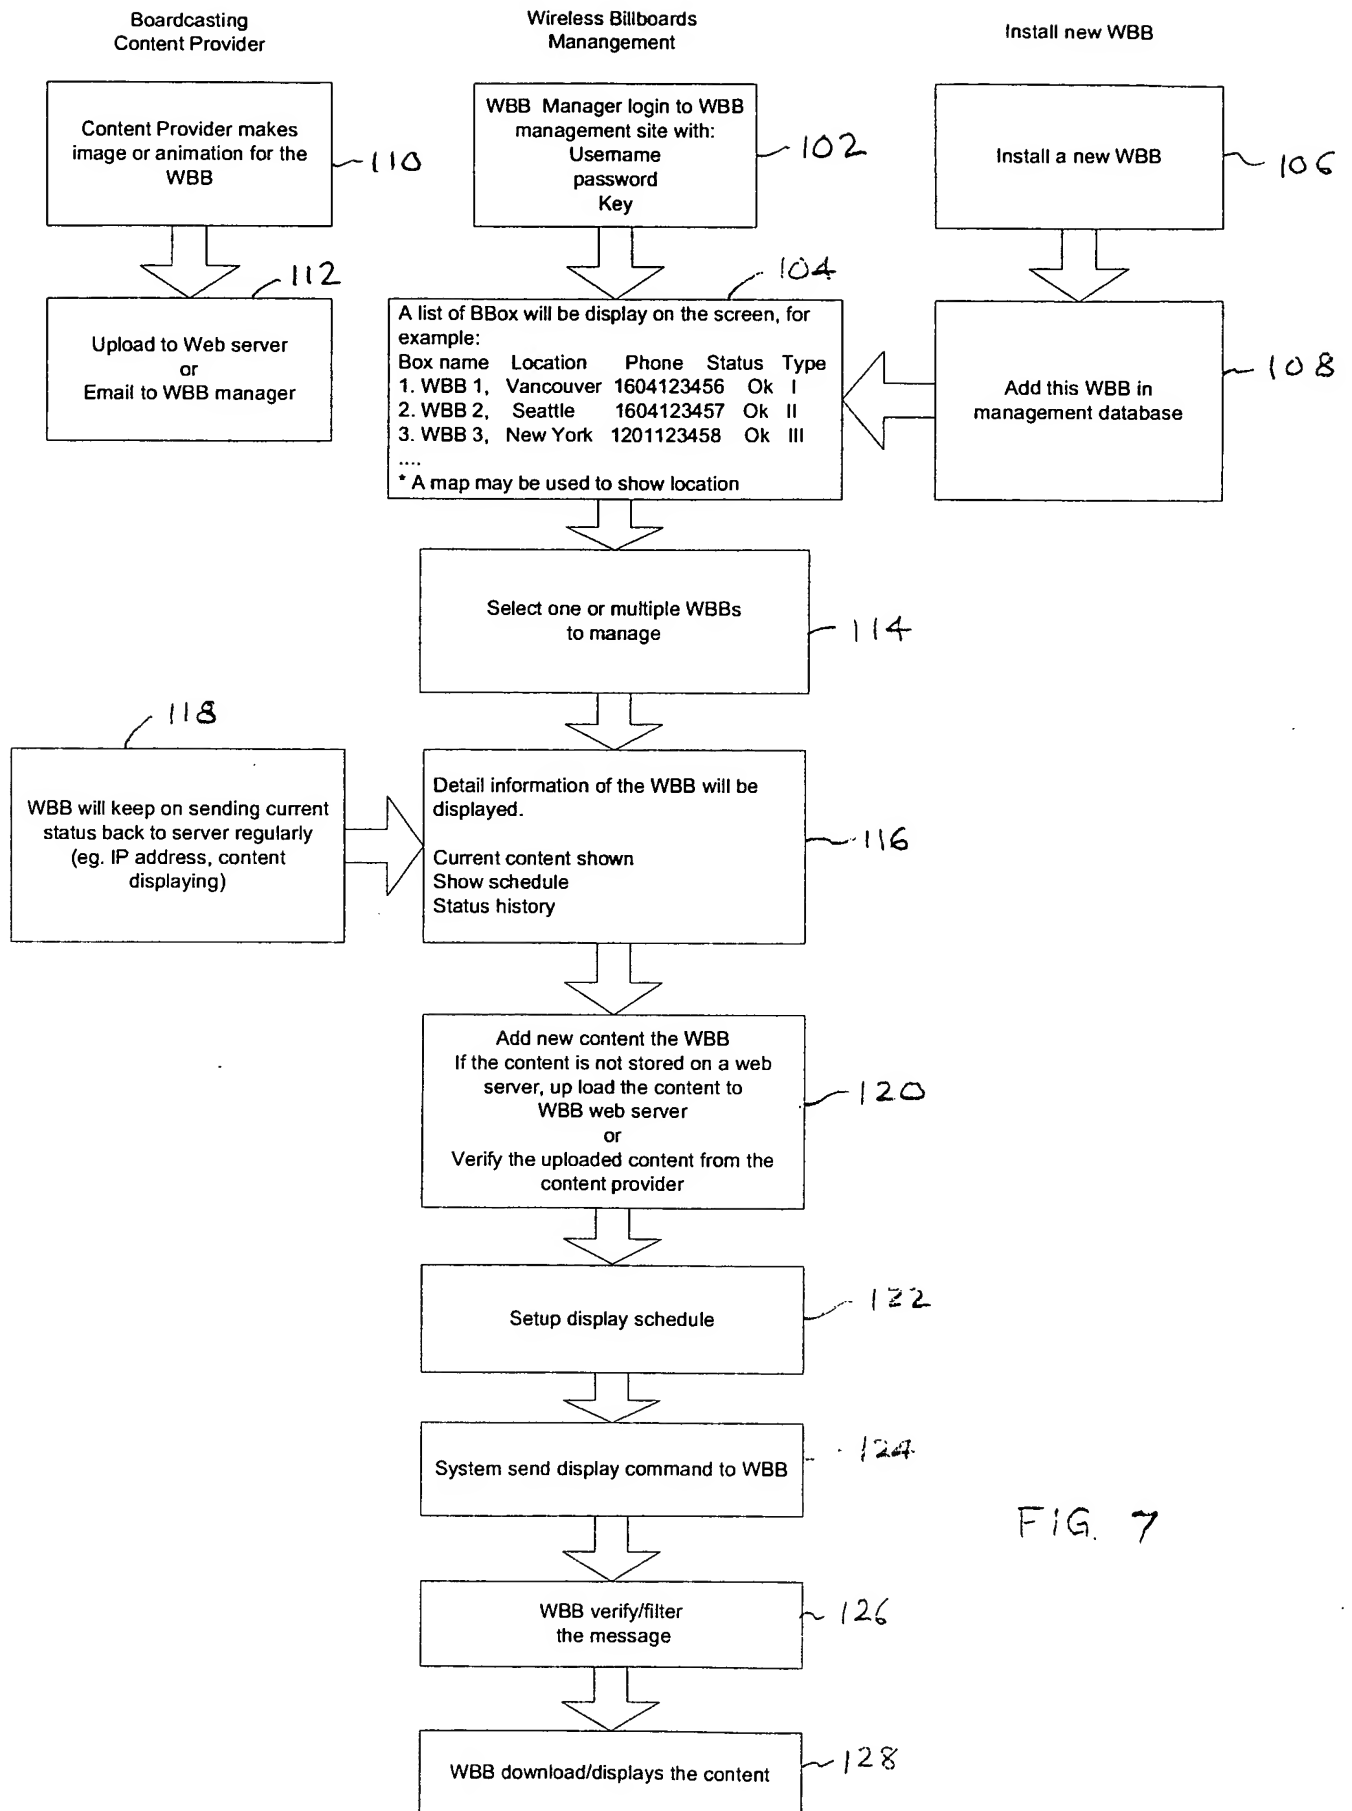 Boardcasting
Content Provider
Wireless Billboards
Manangement
Install new WBB
Content Provider makes
image or animation for the
WBB
110
WBB Manager login to WBB
management site with:
Username
password
Key
102
Install a new WBB
106
112
Upload to Web server
or
Email to WBB manager
104
A list of BBox will be display on the screen, for
example:
Box name Location Phone Status Type
1. WBB 1, Vancouver 1604123456 Ok I
2. WBB 2, Seattle 1604123457 Ok II
3. WBB 3, New York 1201123458 Ok III
....
* A map may be used to show location
Add this WBB in
management database
108
Select one or multiple WBBs
to manage
114
118
WBB will keep on sending current
status back to server regularly
(eg. IP address, content
displaying)
Detail information of the WBB will be
displayed.
Current content shown
Show schedule
Status history
116
Add new content the WBB
If the content is not stored on a web
server, up load the content to
WBB web server
or
Verify the uploaded content from the
content provider
120
Setup display schedule
122
System send display command to WBB
124
FIG. 7
WBB verify/filter
the message
126
WBB download/displays the content
128